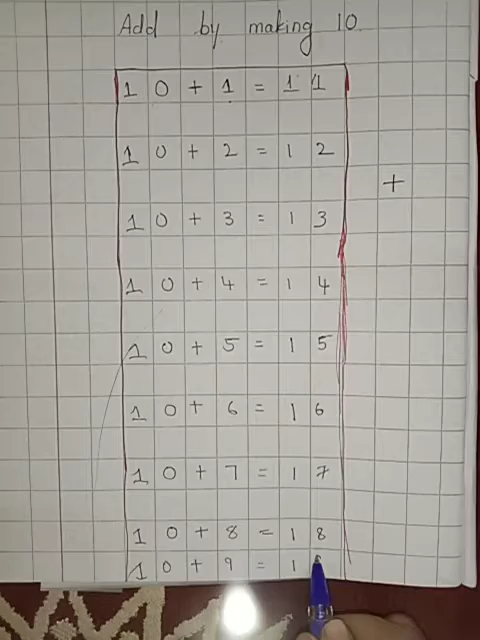 Add by making 10
10 + 1 = 11
10 + 2 = 12
+
10 + 3 = 13
10 + 4 = 14
10 + 5 = 15
10 + 6 = 16
10 + 7 = 17
10 + 8 = 18
10 + 9 = 1